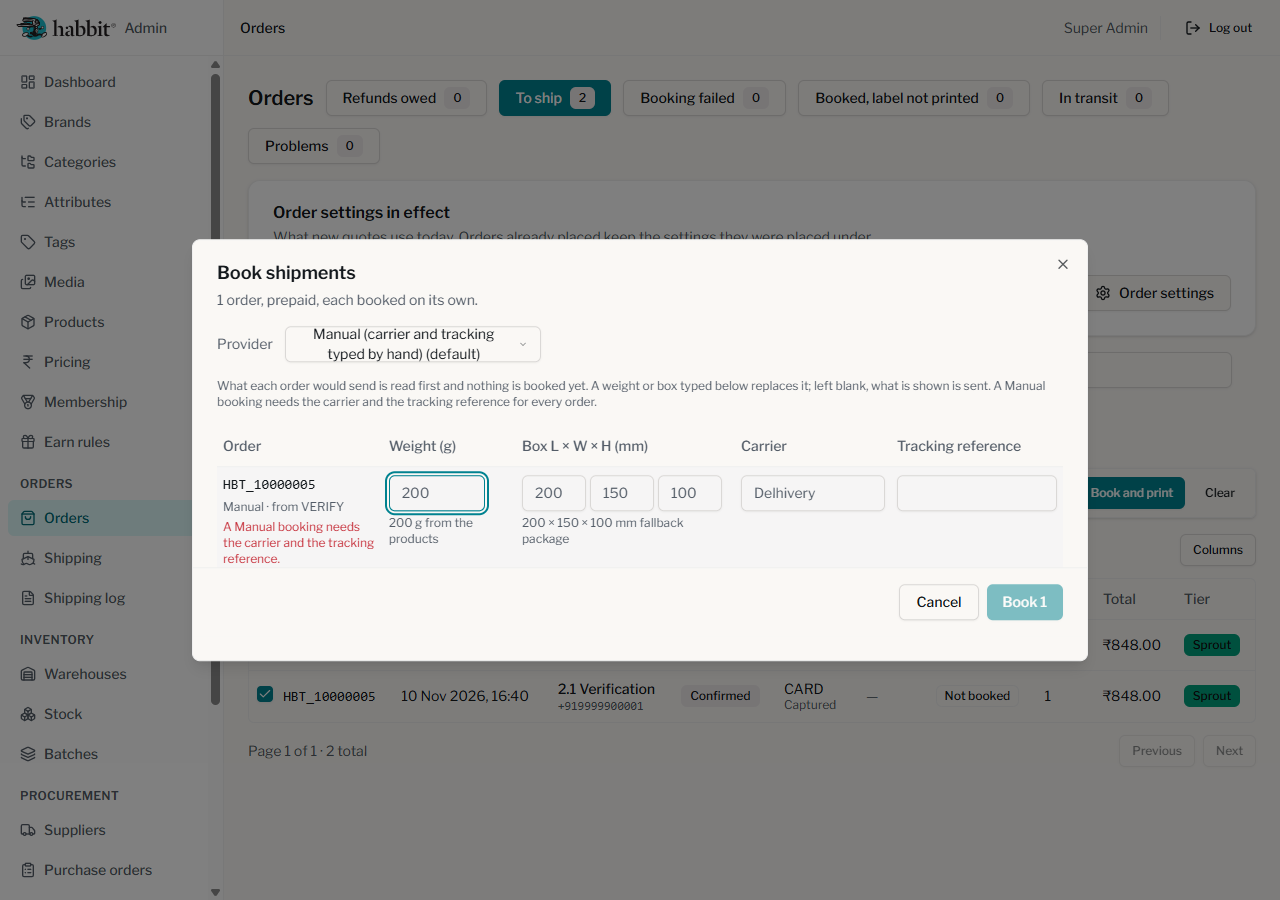 habbit® Admin
Orders
Super Admin
Log out
Dashboard
Brands
Categories
Attributes
Tags
Media
Products
Pricing
Membership
Earn rules
ORDERS
Orders
Shipping
Shipping log
INVENTORY
Warehouses
Stock
Batches
PROCUREMENT
Suppliers
Purchase orders
Orders
Refunds owed 0
To ship 2
Booking failed 0
Booked, label not printed 0
In transit 0
Problems 0
Order settings in effect
What new quotes use today. Orders already placed keep the settings they were placed under.
Order settings
Book and print
Clear
Columns
Total
Tier
₹848.00
Sprout
Book shipments
1 order, prepaid, each booked on its own.
Provider
Manual (carrier and tracking
typed by hand) (default)
What each order would send is read first and nothing is booked yet. A weight or box typed below replaces it; left blank, what is shown is sent. A Manual
booking needs the carrier and the tracking reference for every order.
Order
Weight (g)
Box L × W × H (mm)
Carrier
Tracking reference
HBT_10000005
Manual · from VERIFY
A Manual booking needs
the carrier and the tracking
reference.
200
200 g from the
products
200
150
100
200 × 150 × 100 mm fallback
package
Delhivery
Cancel
Book 1
HBT_10000005
10 Nov 2026, 16:40
2.1 Verification
+919999900001
Confirmed
CARD
Captured
—
Not booked
1
₹848.00
Sprout
Page 1 of 1 · 2 total
Previous
Next